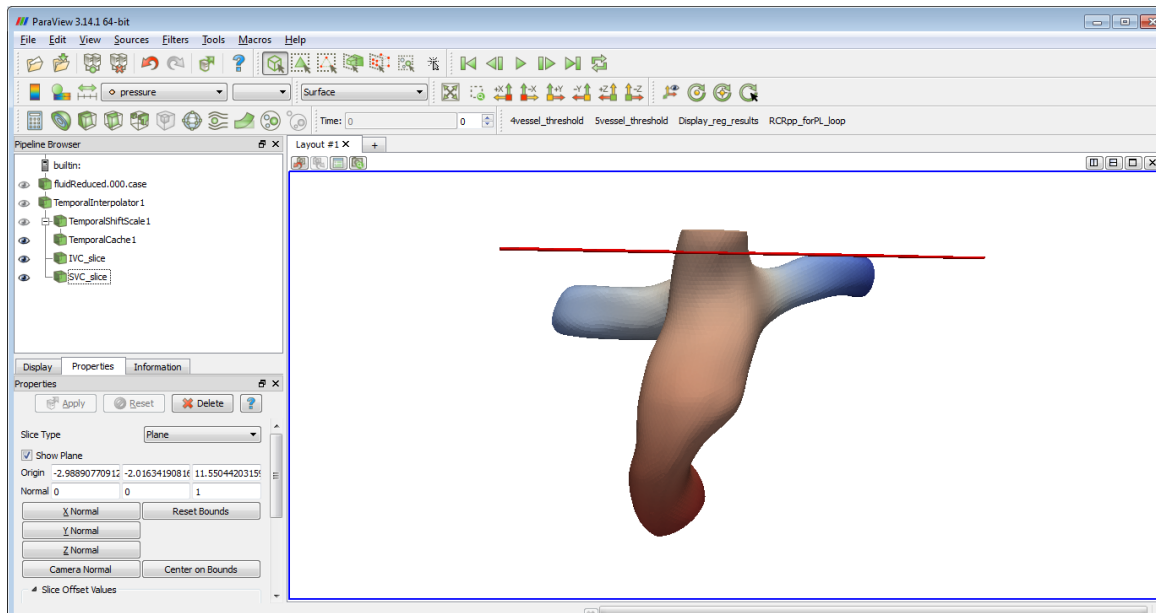 ParaView 3.14.1 64-bit
File Edit View Sources Filters Tools Macros Help
pressure Surface +X -X +Y -Y +Z -Z
Time: 0 0 4vessel_threshold 5vessel_threshold Display_reg_results RCRpp_forPL_loop
Pipeline Browser Layout #1
builtin:
fluidReduced.000.case
TemporalInterpolator1
TemporalShiftScale1
TemporalCache1
IVC_slice
SVC_slice
Display Properties Information
Properties
Apply Reset Delete ?
Slice Type Plane
Show Plane
Origin -2.98890770912 -2.01634190816 11.55044203159
Normal 0 0 1
X Normal Reset Bounds
Y Normal
Z Normal
Camera Normal Center on Bounds
Slice Offset Values